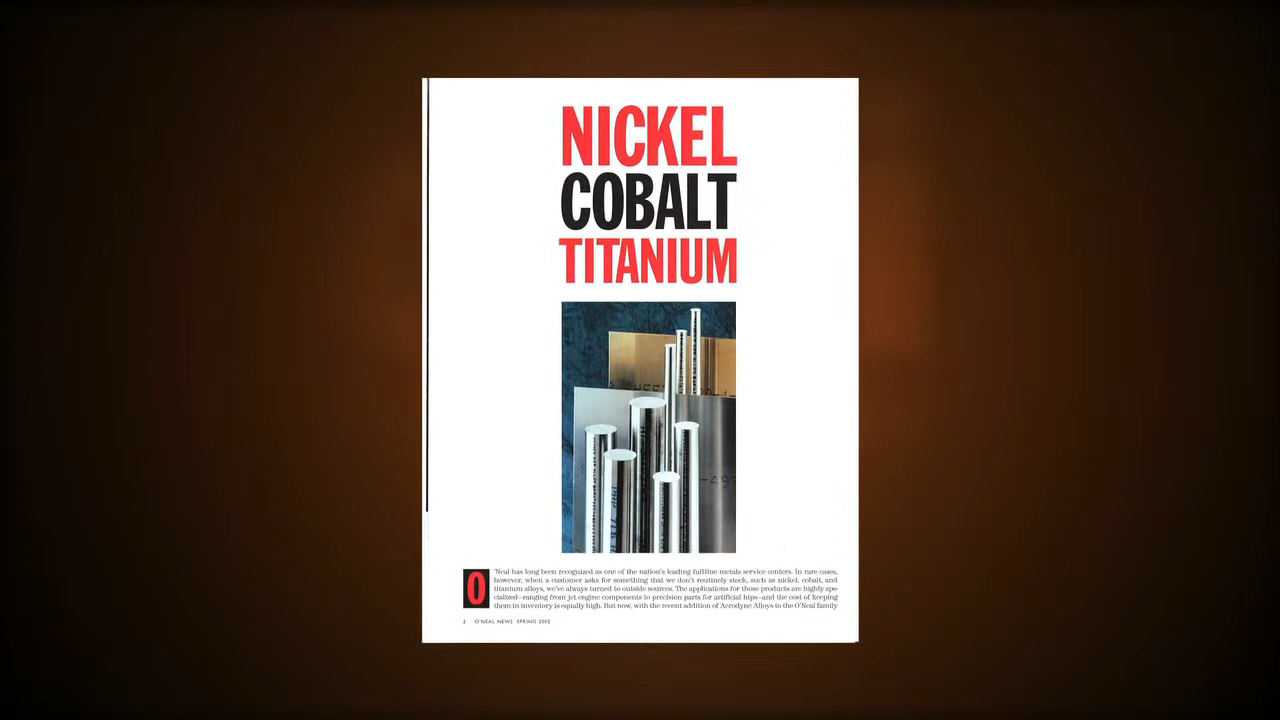 NICKEL
COBALT
TITANIUM
O'Neal has long been recognized as one of the nation's leading full-line metals service centers. In rare cases,
however, when a customer asks for something that we don't routinely stock, such as nickel, cobalt, and
titanium alloys, we've always turned to outside sources. The applications for those products are highly spe-
cialized–ranging from jet engine components to precision parts for artificial hips–and the cost of keeping
them in inventory is equally high. But now, with the recent addition of Aerodyne Alloys to the O'Neal family
2 O'NEAL NEWS SPRING 2005